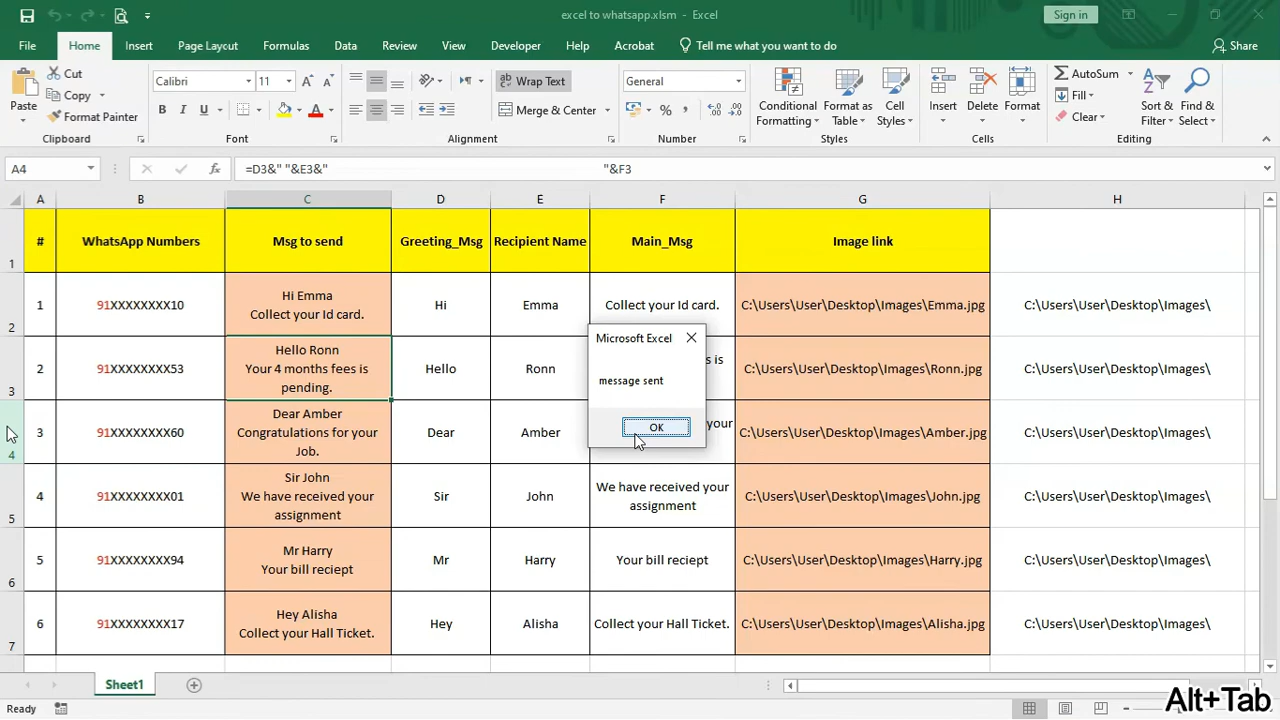 excel to whatsapp.xlsm - Excel
Sign in
File Home Insert Page Layout Formulas Data Review View Developer Help Acrobat Tell me what you want to do Share
Paste
Cut
Copy
Format Painter
Clipboard
Calibri 11
B I U
Font
Wrap Text
Merge & Center
Alignment
General
Number
Conditional Formatting
Format as Table
Cell Styles
Styles
Insert
Delete
Format
Cells
AutoSum
Fill
Clear
Sort & Filter
Find & Select
Editing
A4 fx =D3&" "&E3&" "&F3
A B C D E F G H
1 # WhatsApp Numbers Msg to send Greeting_Msg Recipient Name Main_Msg Image link
2 1 91XXXXXXXX10 Hi Emma
Collect your Id card. Hi Emma Collect your Id card. C:\Users\User\Desktop\Images\Emma.jpg C:\Users\User\Desktop\Images\
3 2 91XXXXXXXX53 Hello Ronn
Your 4 months fees is
pending. Hello Ronn s is C:\Users\User\Desktop\Images\Ronn.jpg C:\Users\User\Desktop\Images\
4 3 91XXXXXXXX60 Dear Amber
Congratulations for your
Job. Dear Amber your C:\Users\User\Desktop\Images\Amber.jpg C:\Users\User\Desktop\Images\
5 4 91XXXXXXXX01 Sir John
We have received your
assignment Sir John We have received your
assignment C:\Users\User\Desktop\Images\John.jpg C:\Users\User\Desktop\Images\
6 5 91XXXXXXXX94 Mr Harry
Your bill reciept Mr Harry Your bill reciept C:\Users\User\Desktop\Images\Harry.jpg C:\Users\User\Desktop\Images\
7 6 91XXXXXXXX17 Hey Alisha
Collect your Hall Ticket. Hey Alisha Collect your Hall Ticket. C:\Users\User\Desktop\Images\Alisha.jpg C:\Users\User\Desktop\Images\
Microsoft Excel
message sent
OK
Sheet1
Ready
Alt+Tab